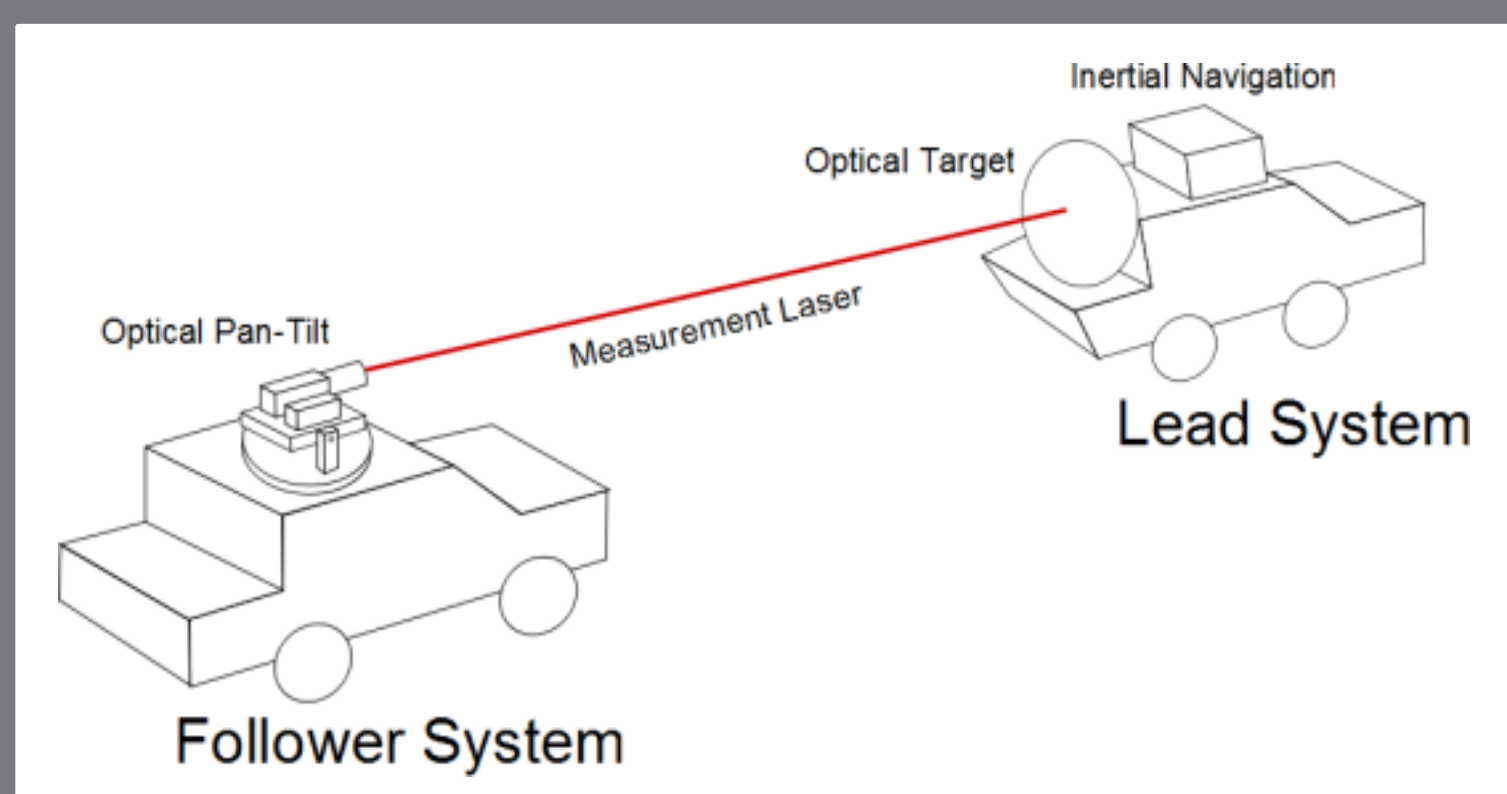 Inertial Navigation
Optical Target
Measurement Laser
Optical Pan-Tilt
Lead System
Follower System